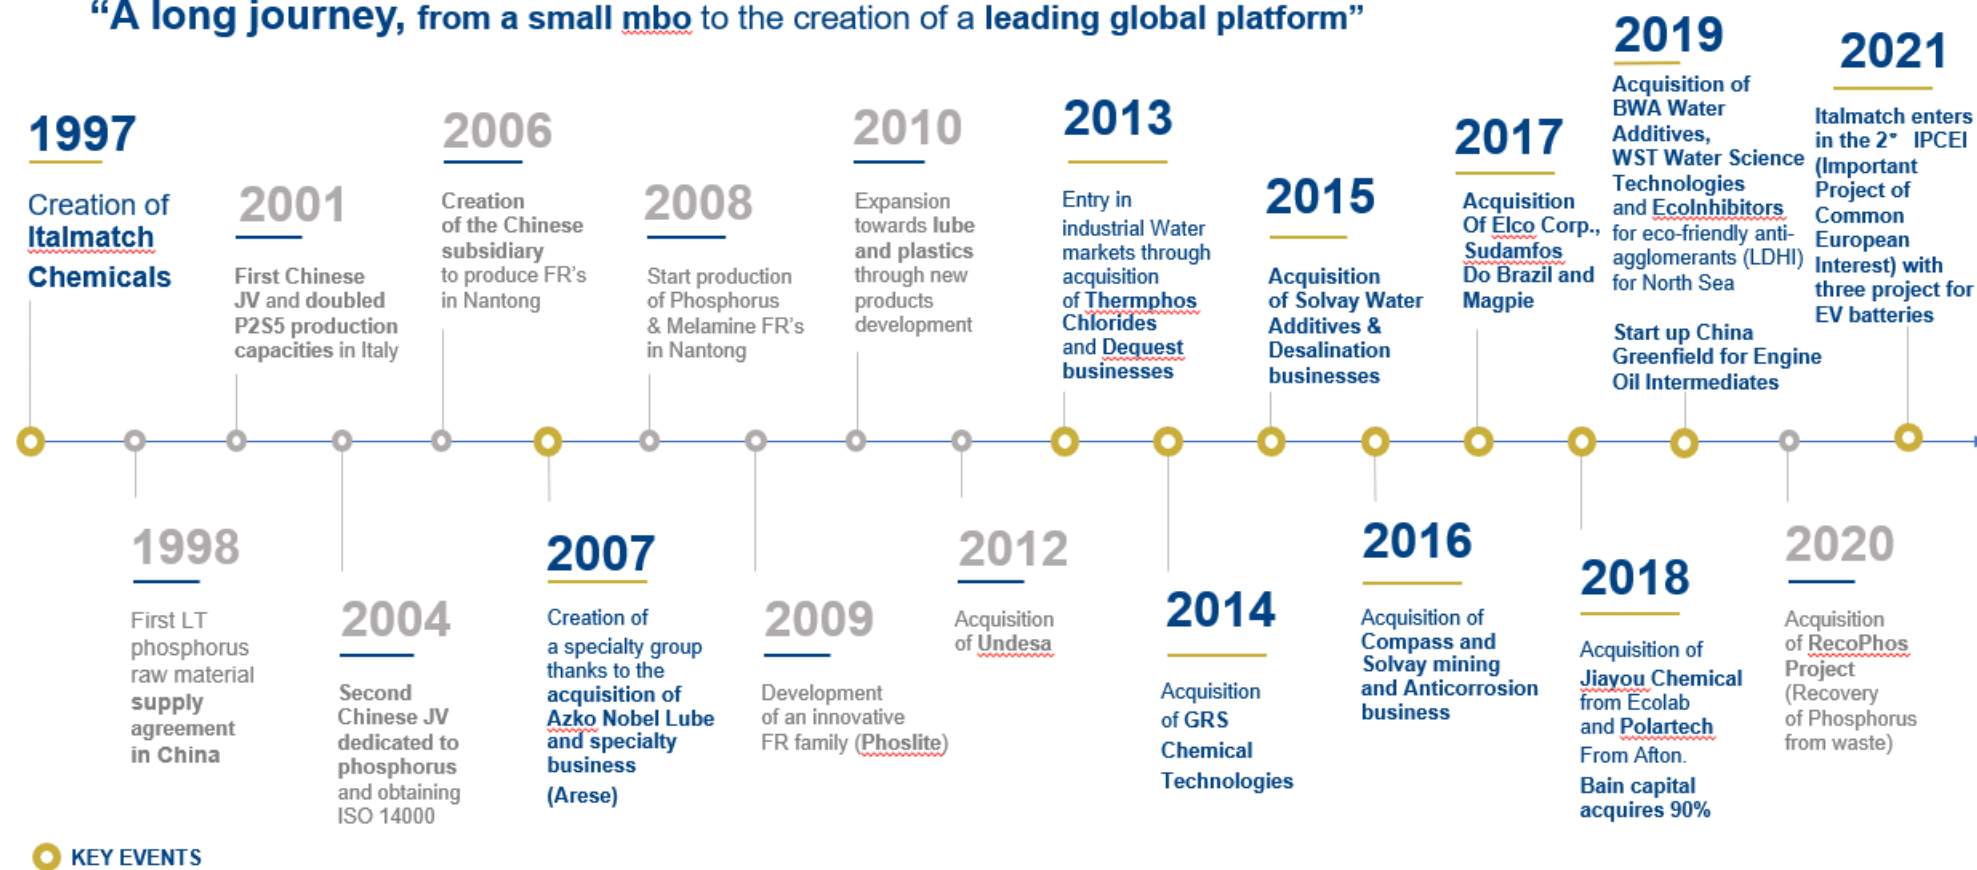 “A long journey, from a small mbo to the creation of a leading global platform”
1997
Creation of
Italmatch
Chemicals
1998
First LT
phosphorus
raw material
supply
agreement
in China
2001
First Chinese
JV and doubled
P2S5 production
capacities in Italy
2004
Second
Chinese JV
dedicated to
phosphorus
and obtaining
ISO 14000
2006
Creation
of the Chinese
subsidiary
to produce FR’s
in Nantong
2007
Creation of
a specialty group
thanks to the
acquisition of
Azko Nobel Lube
and specialty
business
(Arese)
2008
Start production
of Phosphorus
& Melamine FR’s
in Nantong
2009
Development
of an innovative
FR family (Phoslite)
2010
Expansion
towards lube
and plastics
through new
products
development
2012
Acquisition
of Undesa
2013
Entry in
industrial Water
markets through
acquisition
of Thermphos
Chlorides
and Dequest
businesses
2014
Acquisition
of GRS
Chemical
Technologies
2015
Acquisition
of Solvay Water
Additives &
Desalination
businesses
2016
Acquisition of
Compass and
Solvay mining
and Anticorrosion
business
2017
Acquisition
Of Elco Corp.,
Sudamfos
Do Brazil and
Magpie
2018
Acquisition of
Jiayou Chemical
from Ecolab
and Polartech
From Afton.
Bain capital
acquires 90%
2019
Acquisition of
BWA Water
Additives,
WST Water Science
Technologies
and EcoInhibitors
for eco-friendly anti-
agglomerants (LDHI)
for North Sea
Start up China
Greenfield for Engine
Oil Intermediates
2020
Acquisition
of RecoPhos
Project
(Recovery
of Phosphorus
from waste)
2021
Italmatch enters
in the 2° IPCEI
(Important
Project of
Common
European
Interest) with
three project for
EV batteries
KEY EVENTS